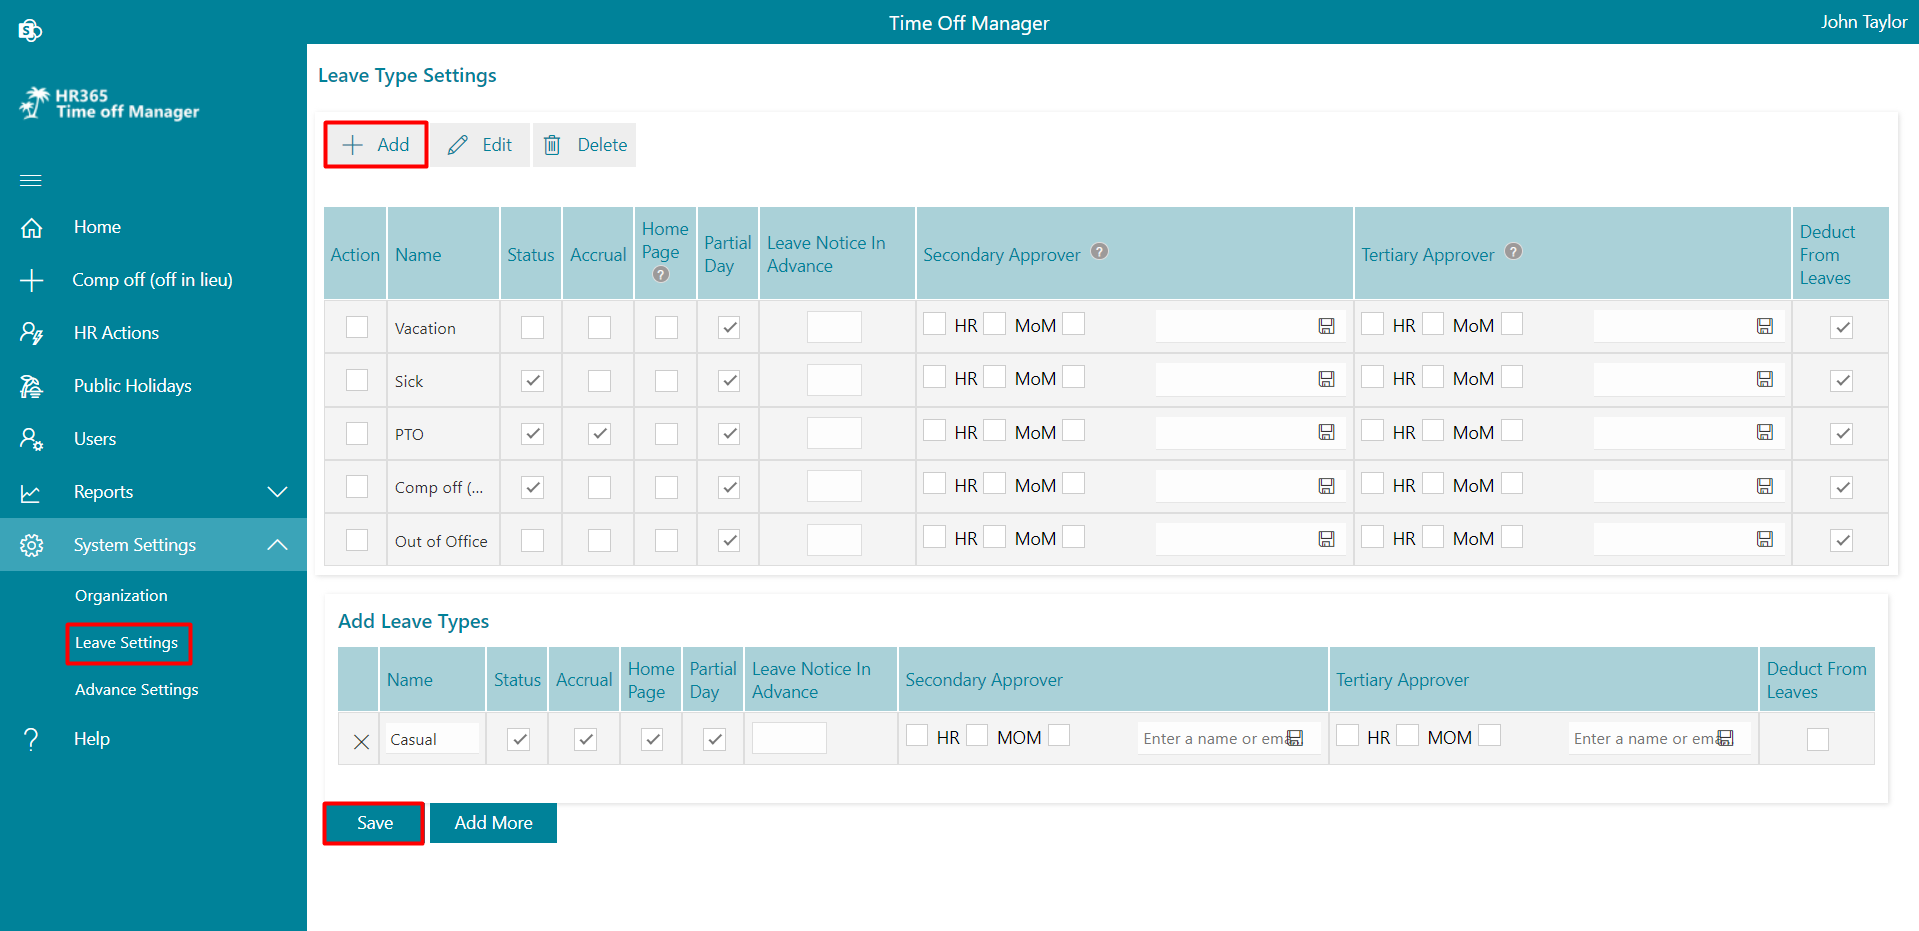 Time Off Manager
John Taylor
HR365
Time off Manager
Home
Comp off (off in lieu)
HR Actions
Public Holidays
Users
Reports
System Settings
Organization
Leave Settings
Advance Settings
? Help
Leave Type Settings
Add Edit Delete
Action Name Status Accrual Home Page ? Partial Day Leave Notice In Advance Secondary Approver ? Tertiary Approver ? Deduct From Leaves
Vacation HR MoM HR MoM
Sick HR MoM HR MoM
PTO HR MoM HR MoM
Comp off (... HR MoM HR MoM
Out of Office HR MoM HR MoM
Add Leave Types
Name Status Accrual Home Page Partial Day Leave Notice In Advance Secondary Approver Tertiary Approver Deduct From Leaves
Casual HR MOM Enter a name or ema HR MOM Enter a name or ema
Save Add More